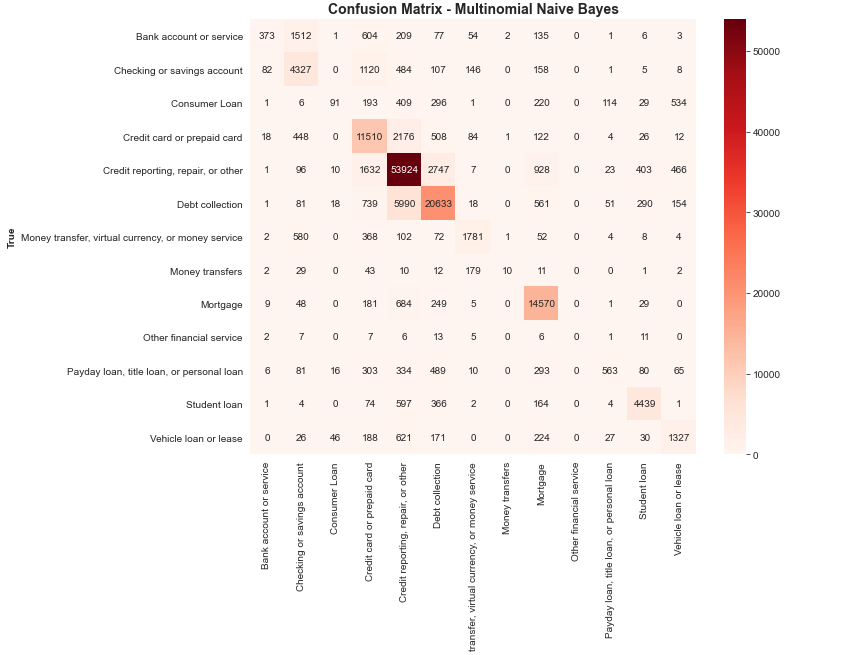 Confusion Matrix - Multinomial Naive Bayes
Bank account or service 373 1512 1 604 209 77 54 2 135 0 1 6 3
Checking or savings account 82 4327 0 1120 484 107 146 0 158 0 1 5 8
Consumer Loan 1 6 91 193 409 296 1 0 220 0 114 29 534
Credit card or prepaid card 18 448 0 11510 2176 508 84 1 122 0 4 26 12
Credit reporting, repair, or other 1 96 10 1632 53924 2747 7 0 928 0 23 403 466
Debt collection 1 81 18 739 5990 20633 18 0 561 0 51 290 154
Money transfer, virtual currency, or money service 2 580 0 368 102 72 1781 1 52 0 4 8 4
Money transfers 2 29 0 43 10 12 179 10 11 0 0 1 2
Mortgage 9 48 0 181 684 249 5 0 14570 0 1 29 0
Other financial service 2 7 0 7 6 13 5 0 6 0 1 11 0
Payday loan, title loan, or personal loan 6 81 16 303 334 489 10 0 293 0 563 80 65
Student loan 1 4 0 74 597 366 2 0 164 0 4 4439 1
Vehicle loan or lease 0 26 46 188 621 171 0 0 224 0 27 30 1327
True
Bank account or service
Checking or savings account
Consumer Loan
Credit card or prepaid card
Credit reporting, repair, or other
Debt collection
transfer, virtual currency, or money service
Money transfers
Mortgage
Other financial service
Payday loan, title loan, or personal loan
Student loan
Vehicle loan or lease
50000
40000
30000
20000
10000
0